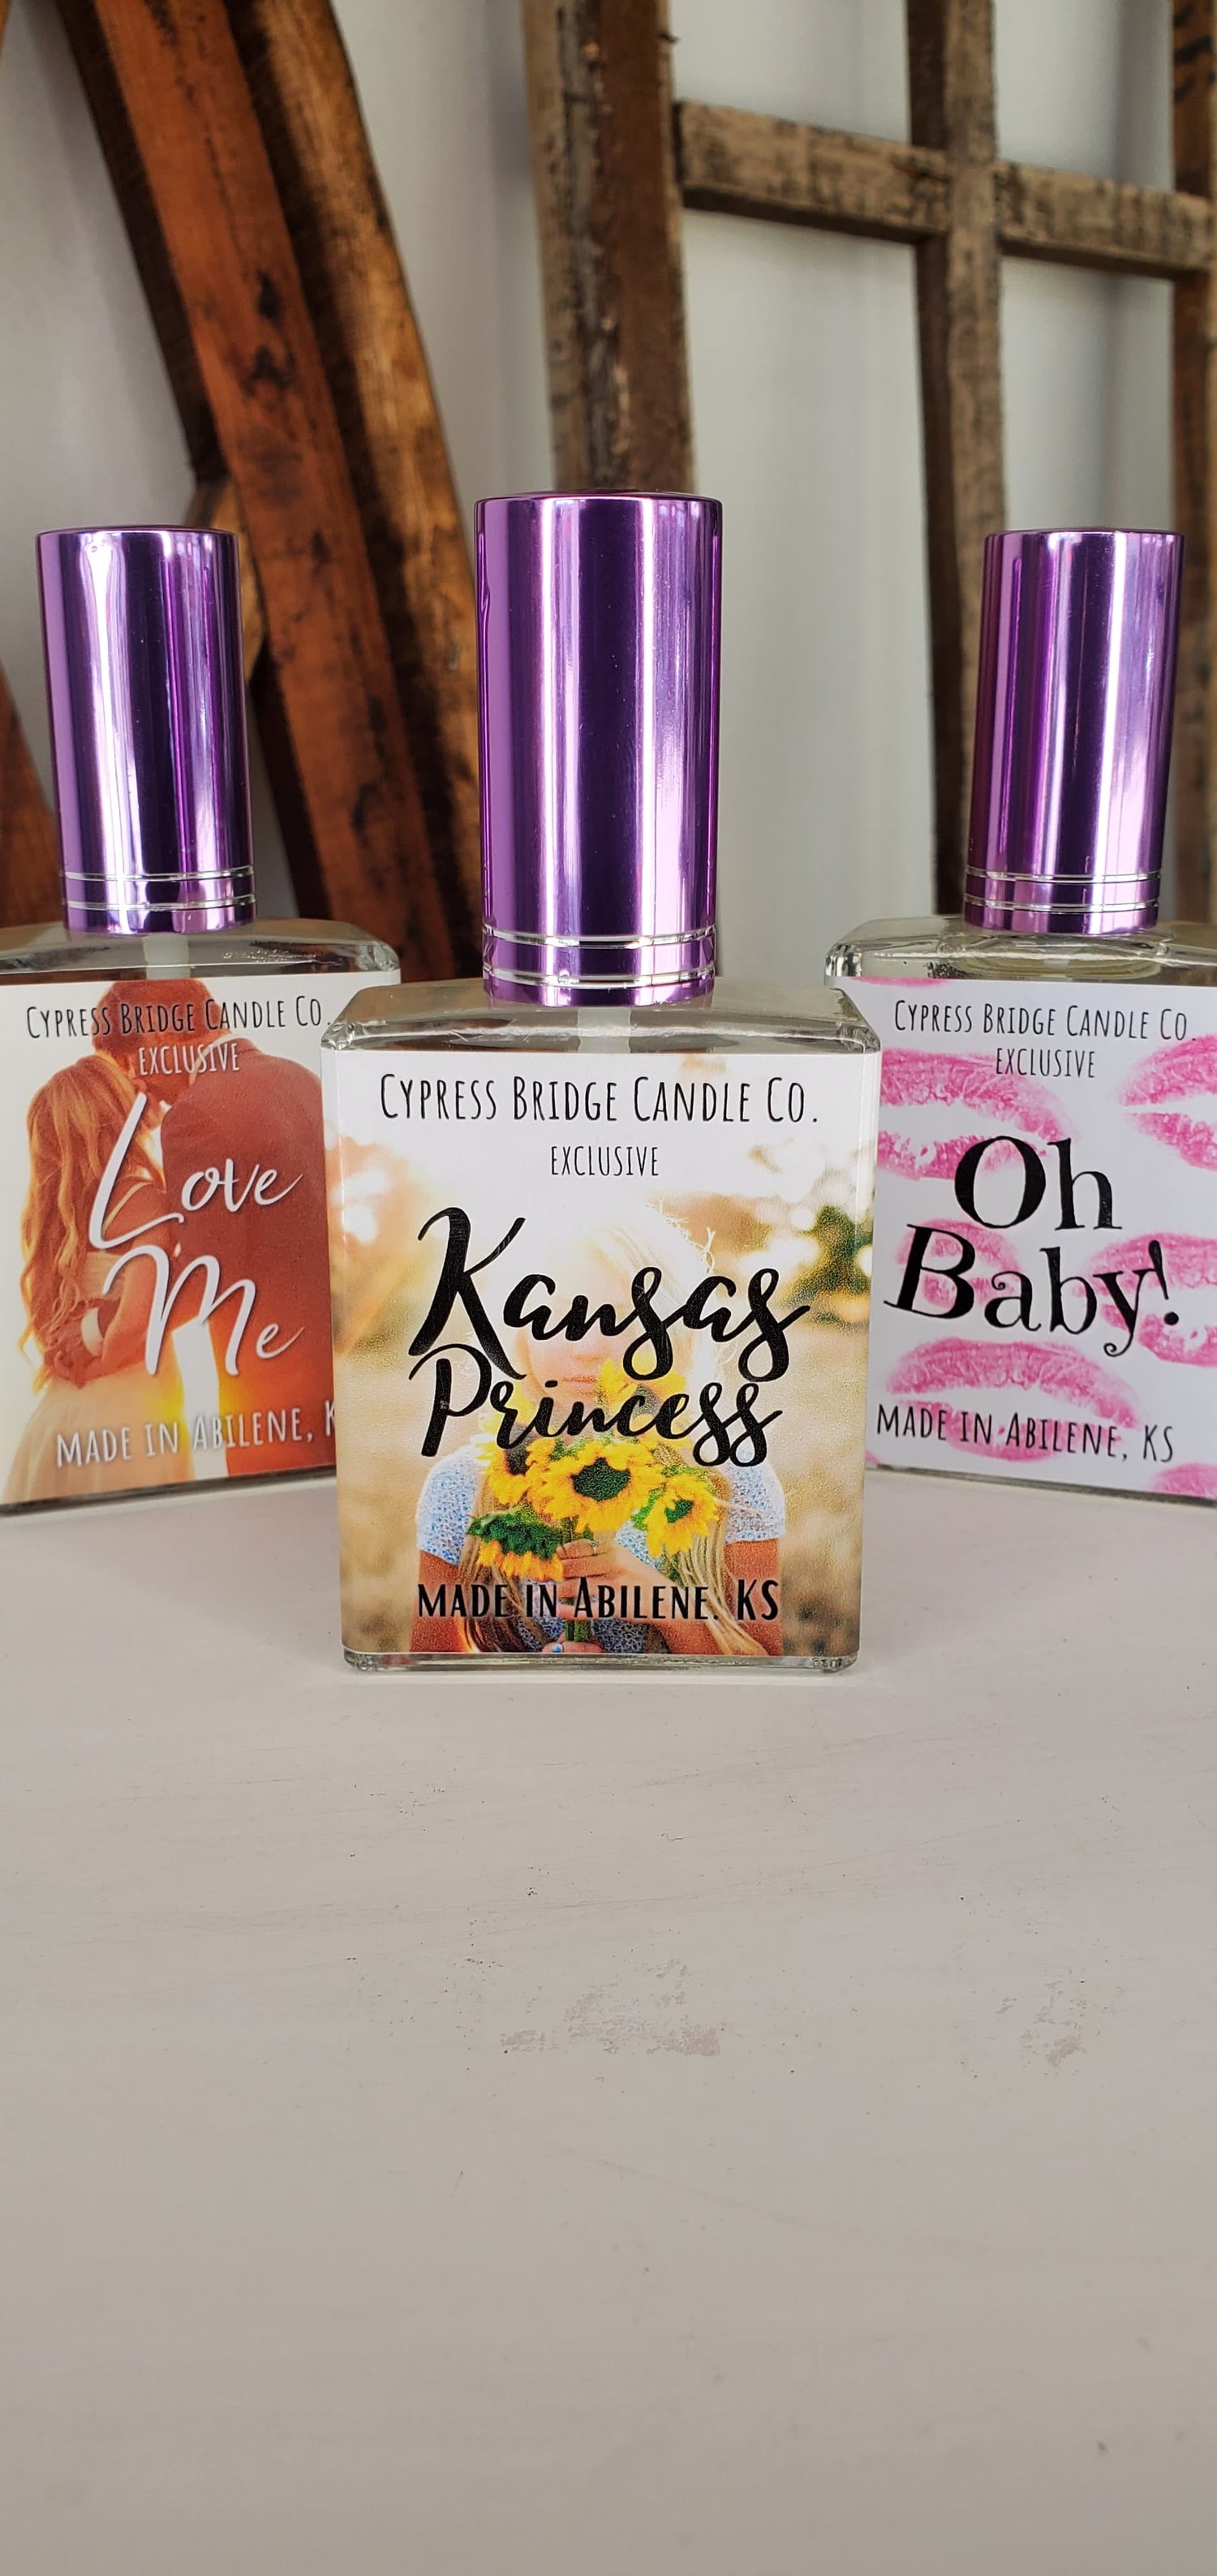 Cypress Bridge Candle Co.
exclusive
Love
Me
made in Abilene, K
Cypress Bridge Candle Co.
exclusive
Kansas
Princess
made in Abilene, KS
Cypress Bridge Candle Co.
exclusive
Oh
Baby!
made in Abilene, KS